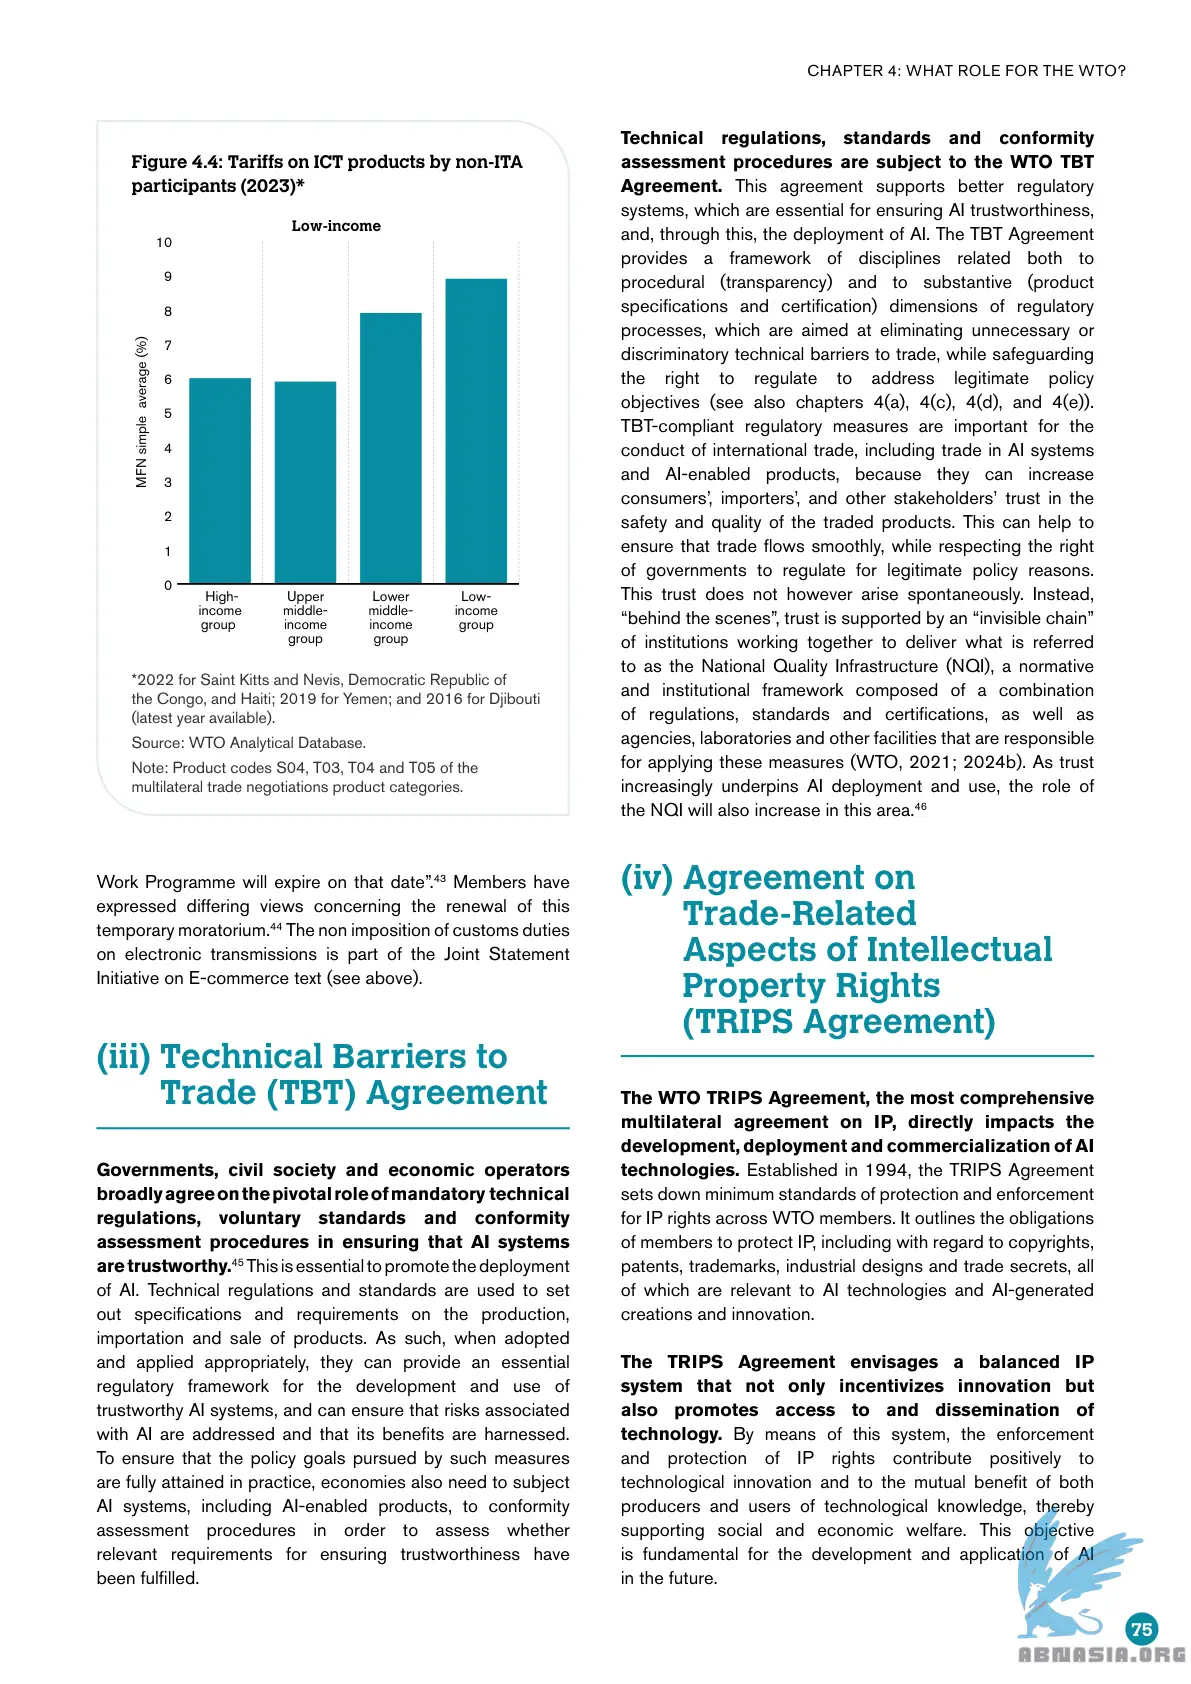 CHAPTER 4: WHAT ROLE FOR THE WTO?
Figure 4.4: Tariffs on ICT products by non-ITA
participants (2023)*
Low-income
MFN simple average (%)
10
9
8
7
6
5
4
3
2
1
0
High-
income
group
Upper
middle-
income
group
Lower
middle-
income
group
Low-
income
group
*2022 for Saint Kitts and Nevis, Democratic Republic of
the Congo, and Haiti; 2019 for Yemen; and 2016 for Djibouti
(latest year available).
Source: WTO Analytical Database.
Note: Product codes S04, T03, T04 and T05 of the
multilateral trade negotiations product categories.
Work Programme will expire on that date”.⁴³ Members have
expressed differing views concerning the renewal of this
temporary moratorium.⁴⁴ The non imposition of customs duties
on electronic transmissions is part of the Joint Statement
Initiative on E-commerce text (see above).
(iii) Technical Barriers to
Trade (TBT) Agreement
Governments, civil society and economic operators
broadly agree on the pivotal role of mandatory technical
regulations, voluntary standards and conformity
assessment procedures in ensuring that AI systems
are trustworthy.⁴⁵ This is essential to promote the deployment
of AI. Technical regulations and standards are used to set
out specifications and requirements on the production,
importation and sale of products. As such, when adopted
and applied appropriately, they can provide an essential
regulatory framework for the development and use of
trustworthy AI systems, and can ensure that risks associated
with AI are addressed and that its benefits are harnessed.
To ensure that the policy goals pursued by such measures
are fully attained in practice, economies also need to subject
AI systems, including AI-enabled products, to conformity
assessment procedures in order to assess whether
relevant requirements for ensuring trustworthiness have
been fulfilled.
Technical regulations, standards and conformity
assessment procedures are subject to the WTO TBT
Agreement. This agreement supports better regulatory
systems, which are essential for ensuring AI trustworthiness,
and, through this, the deployment of AI. The TBT Agreement
provides a framework of disciplines related both to
procedural (transparency) and to substantive (product
specifications and certification) dimensions of regulatory
processes, which are aimed at eliminating unnecessary or
discriminatory technical barriers to trade, while safeguarding
the right to regulate to address legitimate policy
objectives (see also chapters 4(a), 4(c), 4(d), and 4(e)).
TBT-compliant regulatory measures are important for the
conduct of international trade, including trade in AI systems
and AI-enabled products, because they can increase
consumers’, importers’, and other stakeholders’ trust in the
safety and quality of the traded products. This can help to
ensure that trade flows smoothly, while respecting the right
of governments to regulate for legitimate policy reasons.
This trust does not however arise spontaneously. Instead,
“behind the scenes”, trust is supported by an “invisible chain”
of institutions working together to deliver what is referred
to as the National Quality Infrastructure (NQI), a normative
and institutional framework composed of a combination
of regulations, standards and certifications, as well as
agencies, laboratories and other facilities that are responsible
for applying these measures (WTO, 2021; 2024b). As trust
increasingly underpins AI deployment and use, the role of
the NQI will also increase in this area.⁴⁶
(iv) Agreement on
Trade-Related
Aspects of Intellectual
Property Rights
(TRIPS Agreement)
The WTO TRIPS Agreement, the most comprehensive
multilateral agreement on IP, directly impacts the
development, deployment and commercialization of AI
technologies. Established in 1994, the TRIPS Agreement
sets down minimum standards of protection and enforcement
for IP rights across WTO members. It outlines the obligations
of members to protect IP, including with regard to copyrights,
patents, trademarks, industrial designs and trade secrets, all
of which are relevant to AI technologies and AI-generated
creations and innovation.
The TRIPS Agreement envisages a balanced IP
system that not only incentivizes innovation but
also promotes access to and dissemination of
technology. By means of this system, the enforcement
and protection of IP rights contribute positively to
technological innovation and to the mutual benefit of both
producers and users of technological knowledge, thereby
supporting social and economic welfare. This objective
is fundamental for the development and application of AI
in the future.
75
ABNASIA.ORG